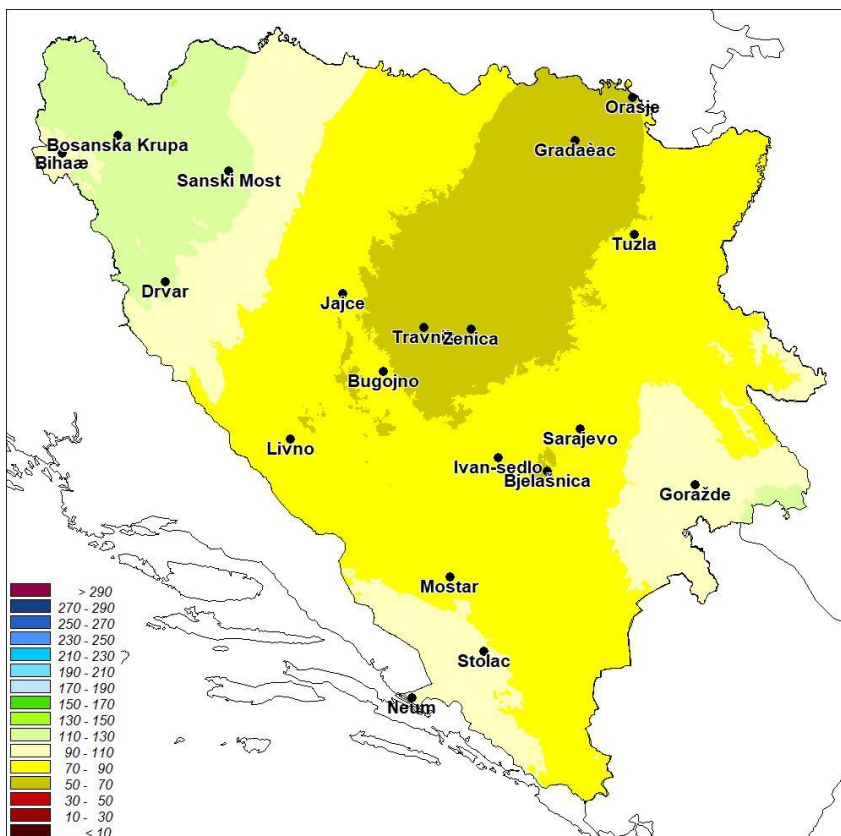 Orašje
Bosanska Krupa
Gradaèac
Bihaæ
Sanski Most
Tuzla
Drvar
Jajce
Travnik
Zenica
Bugojno
Sarajevo
Livno
Ivan-sedlo
Bjelašnica
Goražde
Mostar
Stolac
Neum
> 290
270 - 290
250 - 270
230 - 250
210 - 230
190 - 210
170 - 190
150 - 170
130 - 150
110 - 130
90 - 110
70 - 90
50 - 70
30 - 50
10 - 30
< 10